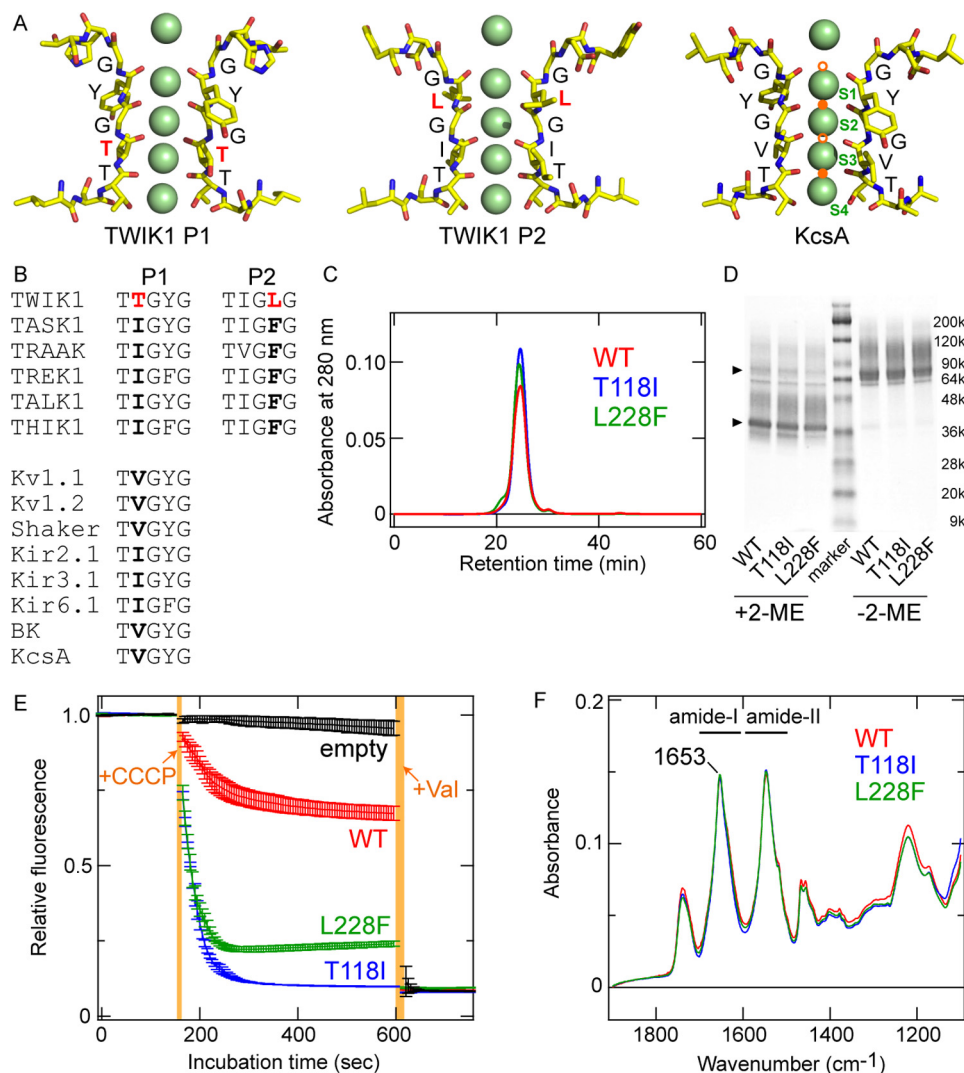 A
G G
Y Y
G G
T T
T T
TWIK1 P1
G G
L L
G G
I I
T T
TWIK1 P2
G G
Y S1 Y
G S2 G
V S3 V
T T
S4
KcsA
B P1 P2
TWIK1 TTGYG TIGLG
TASK1 TIGYG TIGFG
TRAAK TIGYG TVGFG
TREK1 TIGFG TIGFG
TALK1 TIGYG TIGFG
THIK1 TIGYG TIGFG
Kv1.1 TVGYG
Kv1.2 TVGYG
Shaker TVGYG
Kir2.1 TIGYG
Kir3.1 TIGYG
Kir6.1 TIGFG
BK TVGYG
KcsA TVGYG
C
WT
T118I
L228F
0.10
0.05
0
Absorbance at 280 nm
0 20 40 60
Retention time (min)
D
200k
120k
90k
64k
48k
36k
28k
20k
9k
WT T118I L228F marker WT T118I L228F
+2-ME -2-ME
E
1.0
0.5
0
Relative fluorescence
empty
+CCCP
+Val
WT
L228F
T118I
0 200 400 600
Incubation time (sec)
F
0.2
0.1
0
Absorbance
amide-I amide-II
1653
WT
T118I
L228F
1800 1600 1400 1200
Wavenumber (cm-1)